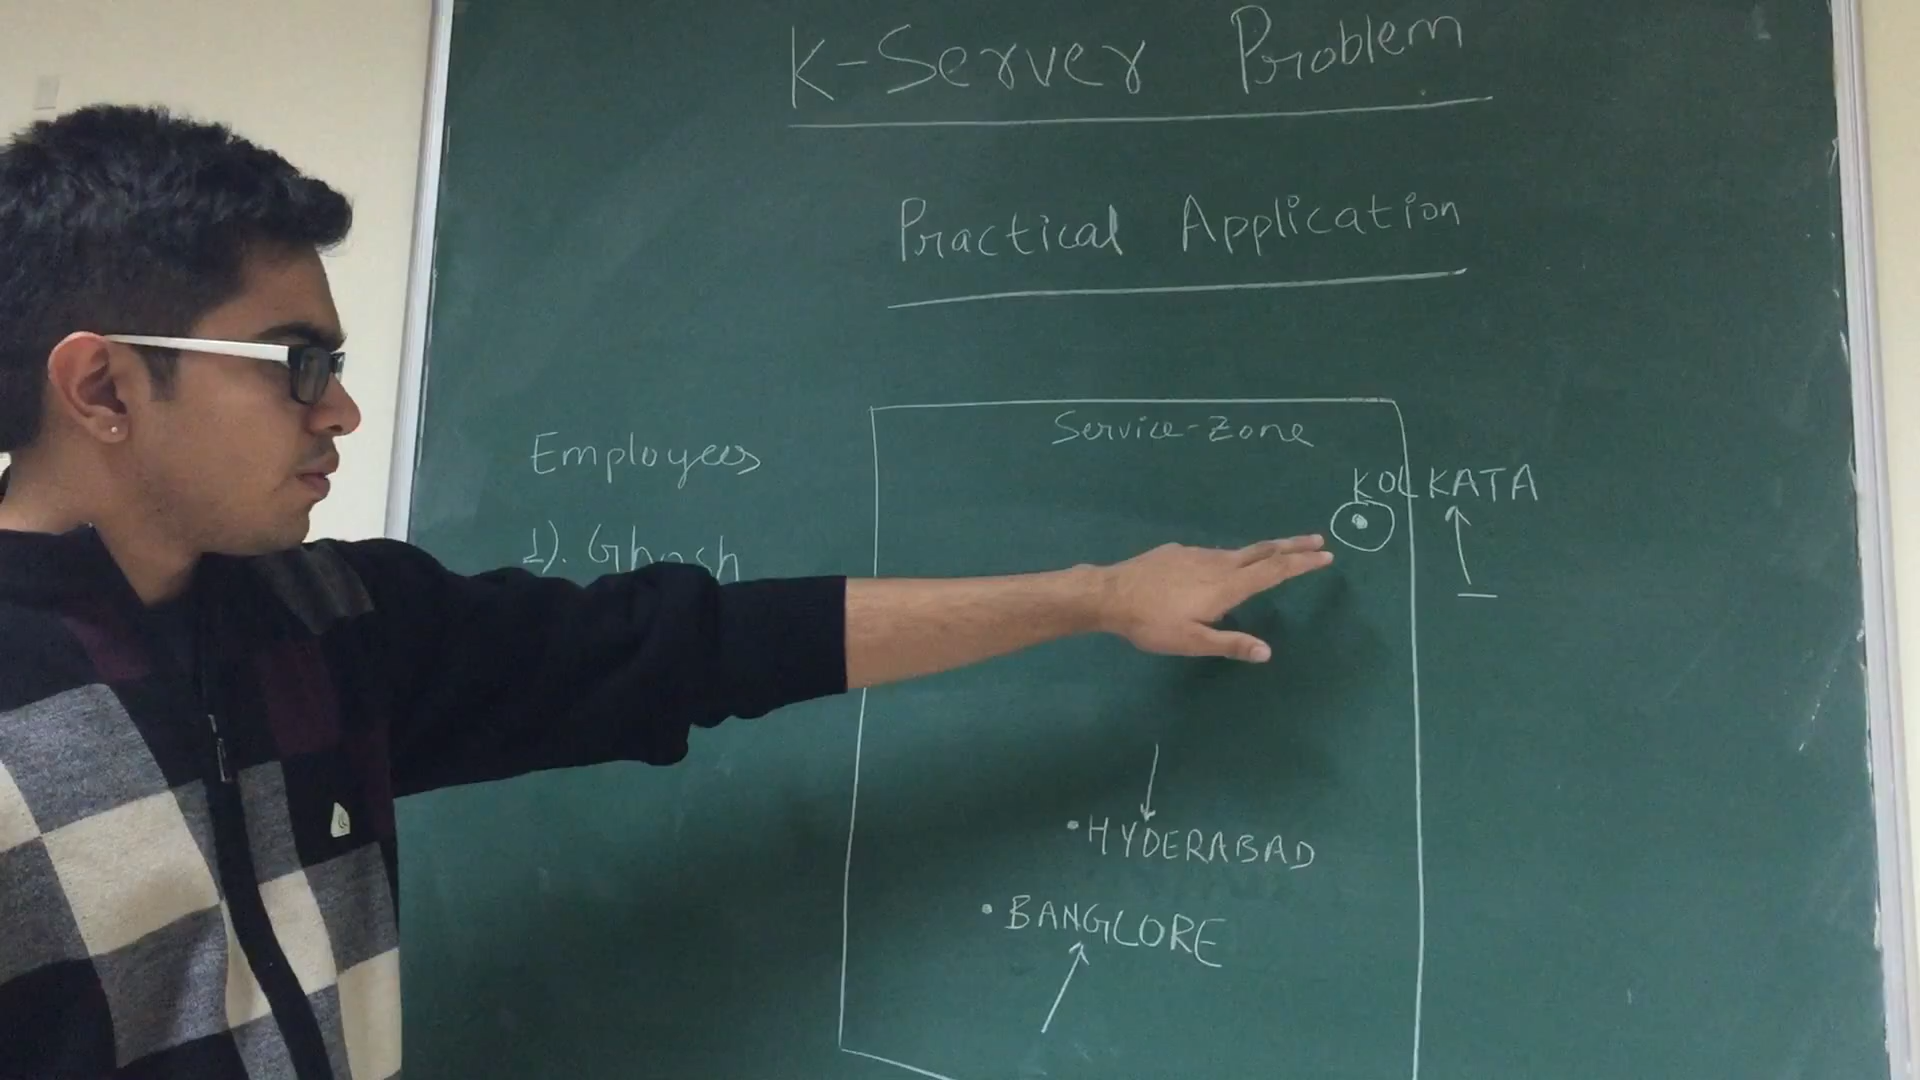 K-Server Problem
Practical Application
Service-Zone
Employees
KOLKATA
1). Ghosh
•HYDERABAD
•BANGLORE